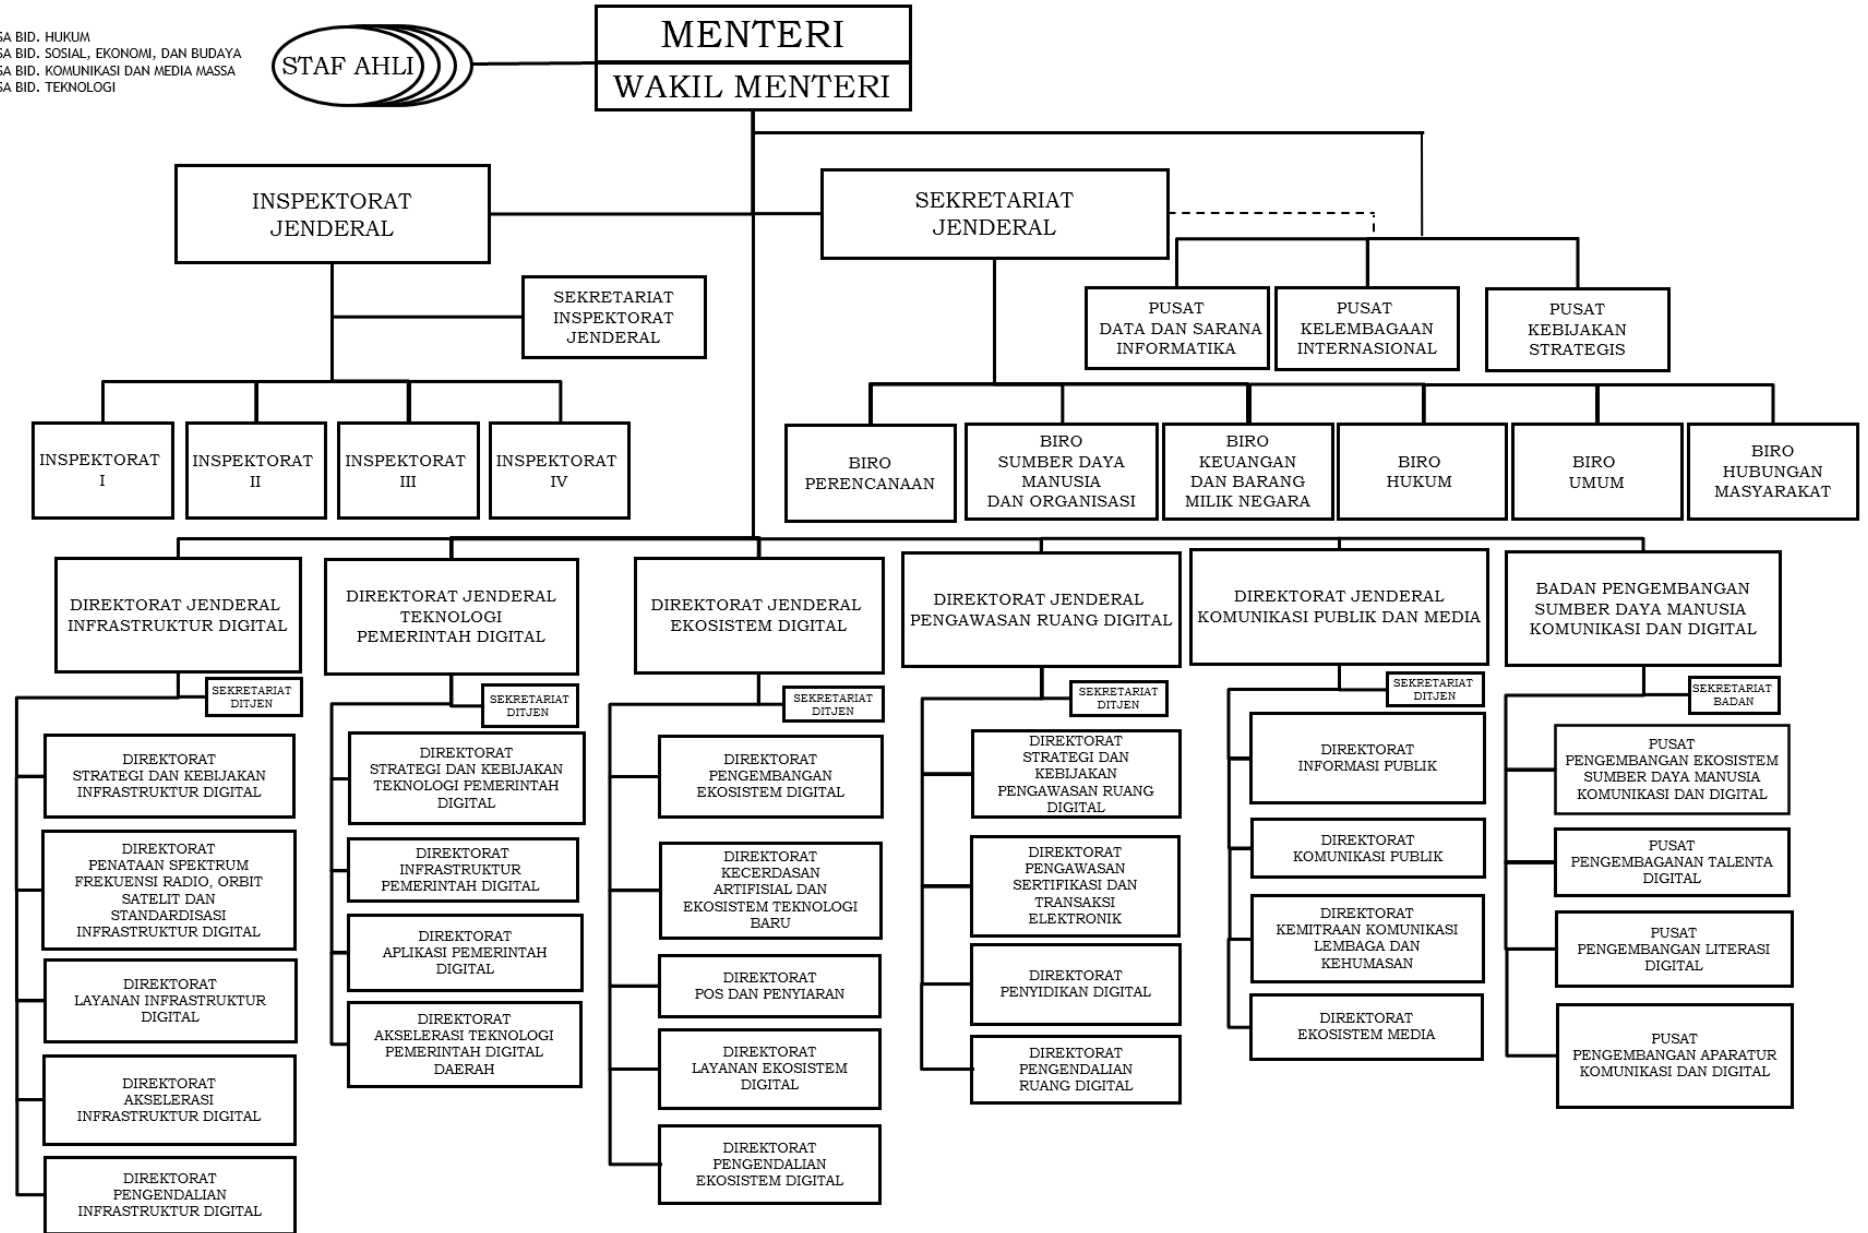 SA BID. HUKUM
SA BID. SOSIAL, EKONOMI, DAN BUDAYA
SA BID. KOMUNIKASI DAN MEDIA MASSA
SA BID. TEKNOLOGI
STAF AHLI
MENTERI
WAKIL MENTERI
INSPEKTORAT
JENDERAL
SEKRETARIAT
JENDERAL
SEKRETARIAT
INSPEKTORAT
JENDERAL
PUSAT
DATA DAN SARANA
INFORMATIKA
PUSAT
KELEMBAGAAN
INTERNASIONAL
PUSAT
KEBIJAKAN
STRATEGIS
INSPEKTORAT
I
INSPEKTORAT
II
INSPEKTORAT
III
INSPEKTORAT
IV
BIRO
PERENCANAAN
BIRO
SUMBER DAYA
MANUSIA
DAN ORGANISASI
BIRO
KEUANGAN
DAN BARANG
MILIK NEGARA
BIRO
HUKUM
BIRO
UMUM
BIRO
HUBUNGAN
MASYARAKAT
DIREKTORAT JENDERAL
INFRASTRUKTUR DIGITAL
SEKRETARIAT
DITJEN
DIREKTORAT
STRATEGI DAN KEBIJAKAN
INFRASTRUKTUR DIGITAL
DIREKTORAT
PENATAAN SPEKTRUM
FREKUENSI RADIO, ORBIT
SATELIT DAN
STANDARDISASI
INFRASTRUKTUR DIGITAL
DIREKTORAT
LAYANAN INFRASTRUKTUR
DIGITAL
DIREKTORAT
AKSELERASI
INFRASTRUKTUR DIGITAL
DIREKTORAT
PENGENDALIAN
INFRASTRUKTUR DIGITAL
DIREKTORAT JENDERAL
TEKNOLOGI
PEMERINTAH DIGITAL
SEKRETARIAT
DITJEN
DIREKTORAT
STRATEGI DAN KEBIJAKAN
TEKNOLOGI PEMERINTAH
DIGITAL
DIREKTORAT
INFRASTRUKTUR
PEMERINTAH DIGITAL
DIREKTORAT
APLIKASI PEMERINTAH
DIGITAL
DIREKTORAT
AKSELERASI TEKNOLOGI
PEMERINTAH DIGITAL
DAERAH
DIREKTORAT JENDERAL
EKOSISTEM DIGITAL
SEKRETARIAT
DITJEN
DIREKTORAT
PENGEMBANGAN
EKOSISTEM DIGITAL
DIREKTORAT
KECERDASAN
ARTIFISIAL DAN
EKOSISTEM TEKNOLOGI
BARU
DIREKTORAT
POS DAN PENYIARAN
DIREKTORAT
LAYANAN EKOSISTEM
DIGITAL
DIREKTORAT
PENGENDALIAN
EKOSISTEM DIGITAL
DIREKTORAT JENDERAL
PENGAWASAN RUANG DIGITAL
SEKRETARIAT
DITJEN
DIREKTORAT
STRATEGI DAN
KEBIJAKAN
PENGAWASAN RUANG
DIGITAL
DIREKTORAT
PENGAWASAN
SERTIFIKASI DAN
TRANSAKSI
ELEKTRONIK
DIREKTORAT
PENYIDIKAN DIGITAL
DIREKTORAT
PENGENDALIAN
RUANG DIGITAL
DIREKTORAT JENDERAL
KOMUNIKASI PUBLIK DAN MEDIA
SEKRETARIAT
DITJEN
DIREKTORAT
INFORMASI PUBLIK
DIREKTORAT
KOMUNIKASI PUBLIK
DIREKTORAT
KEMITRAAN KOMUNIKASI
LEMBAGA DAN
KEHUMASAN
DIREKTORAT
EKOSISTEM MEDIA
BADAN PENGEMBANGAN
SUMBER DAYA MANUSIA
KOMUNIKASI DAN DIGITAL
SEKRETARIAT
BADAN
PUSAT
PENGEMBANGAN EKOSISTEM
SUMBER DAYA MANUSIA
KOMUNIKASI DAN DIGITAL
PUSAT
PENGEMBAGANAN TALENTA
DIGITAL
PUSAT
PENGEMBANGAN LITERASI
DIGITAL
PUSAT
PENGEMBANGAN APARATUR
KOMUNIKASI DAN DIGITAL